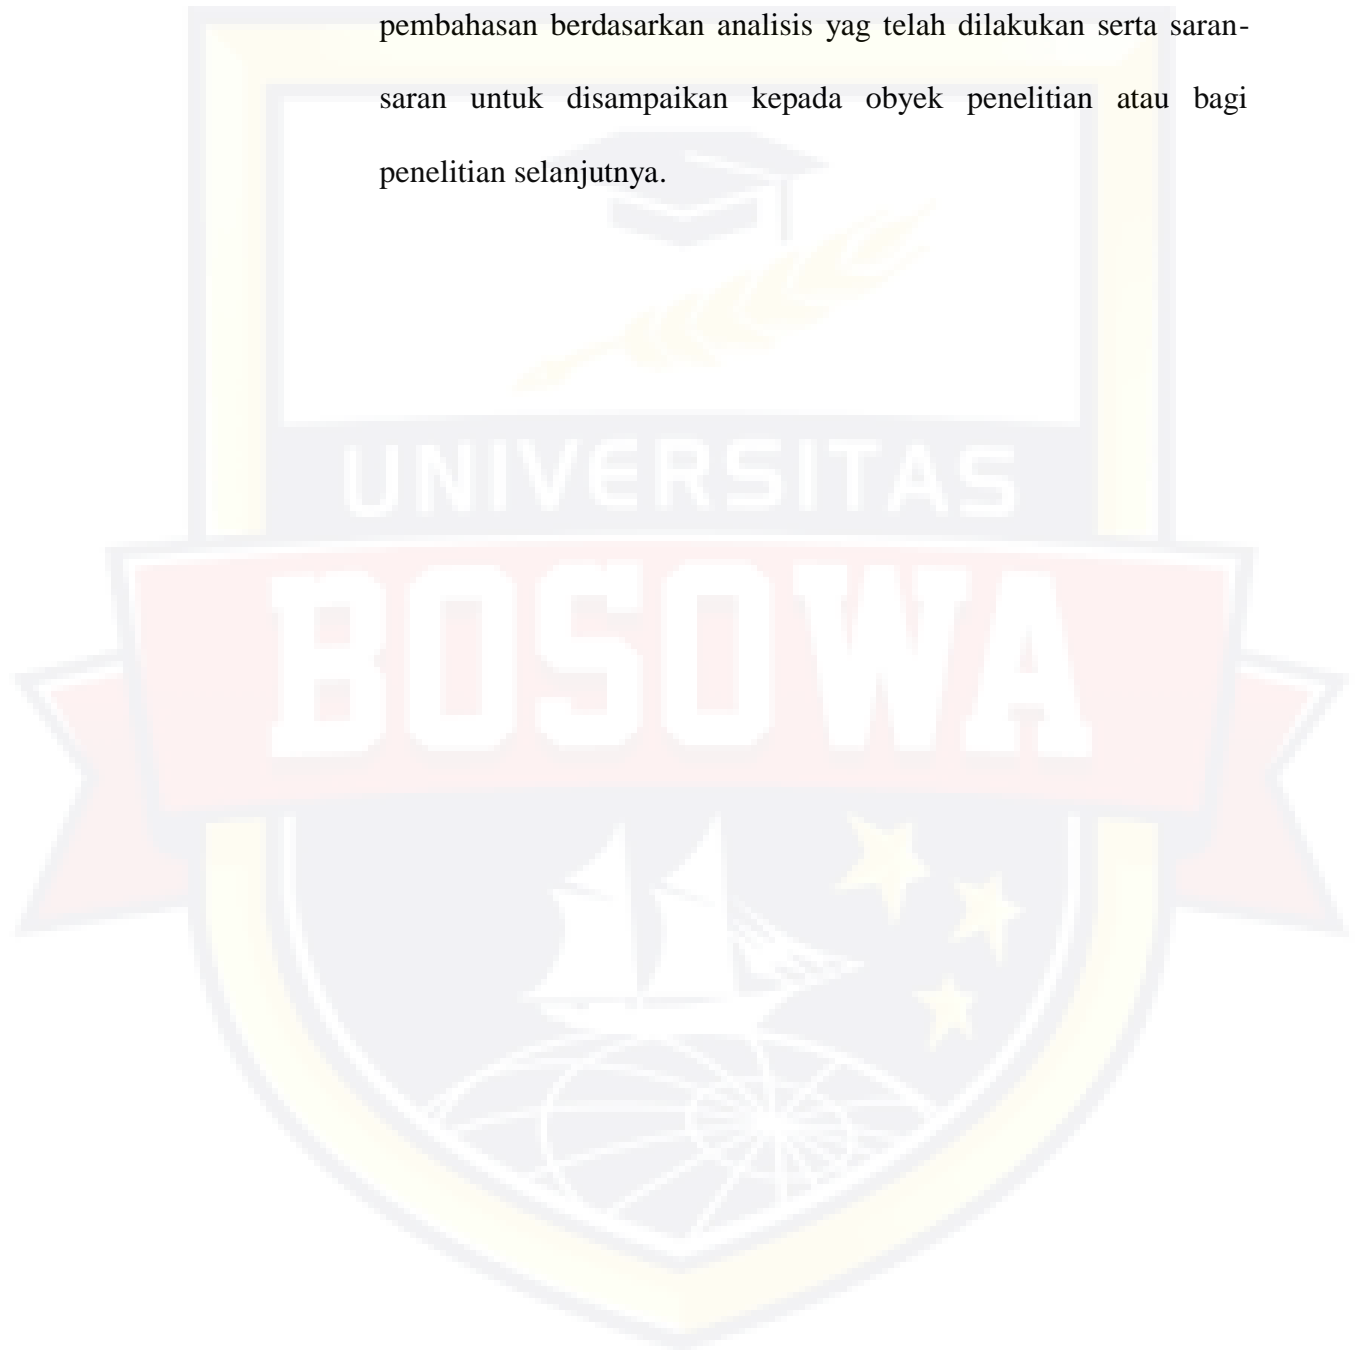 pembahasan berdasarkan analisis yag telah dilakukan serta saran-
saran untuk disampaikan kepada obyek penelitian atau bagi
penelitian selanjutnya.
UNIVERSITAS
BOSOWA